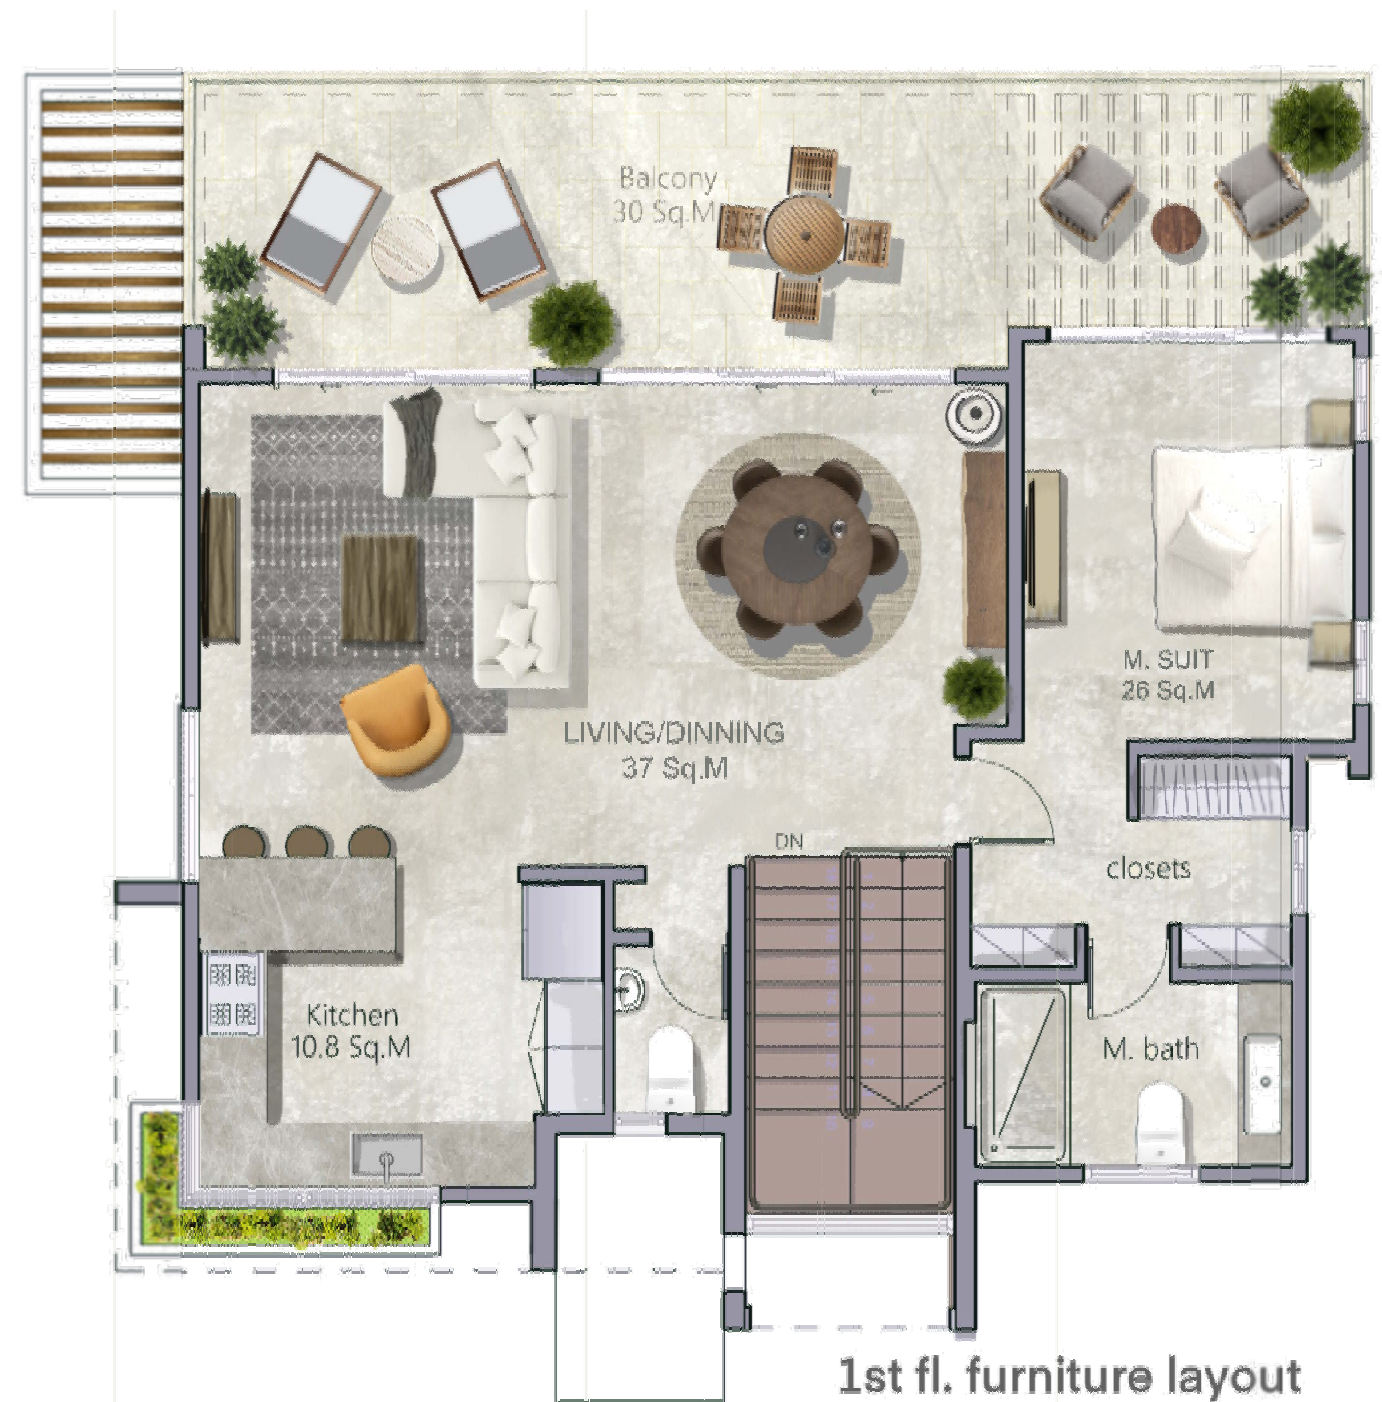 Balcony
30 Sq.M
M. SUIT
26 Sq.M
LIVING/DINNING
37 Sq.M
DN
closets
Kitchen
10.8 Sq.M
M. bath
1st fl. furniture layout